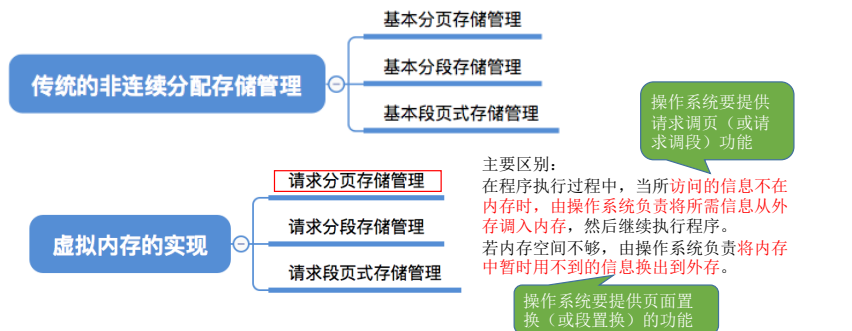 传统的非连续分配存储管理
基本分页存储管理
基本分段存储管理
基本段页式存储管理
操作系统要提供
请求调页（或请
求调段）功能
虚拟内存的实现
请求分页存储管理
请求分段存储管理
请求段页式存储管理
主要区别：
在程序执行过程中，当所访问的信息不在
内存时，由操作系统负责将所需信息从外
存调入内存，然后继续执行程序。
若内存空间不够，由操作系统负责将内存
中暂时用不到的信息换出到外存。
操作系统要提供页面置
换（或段置换）的功能